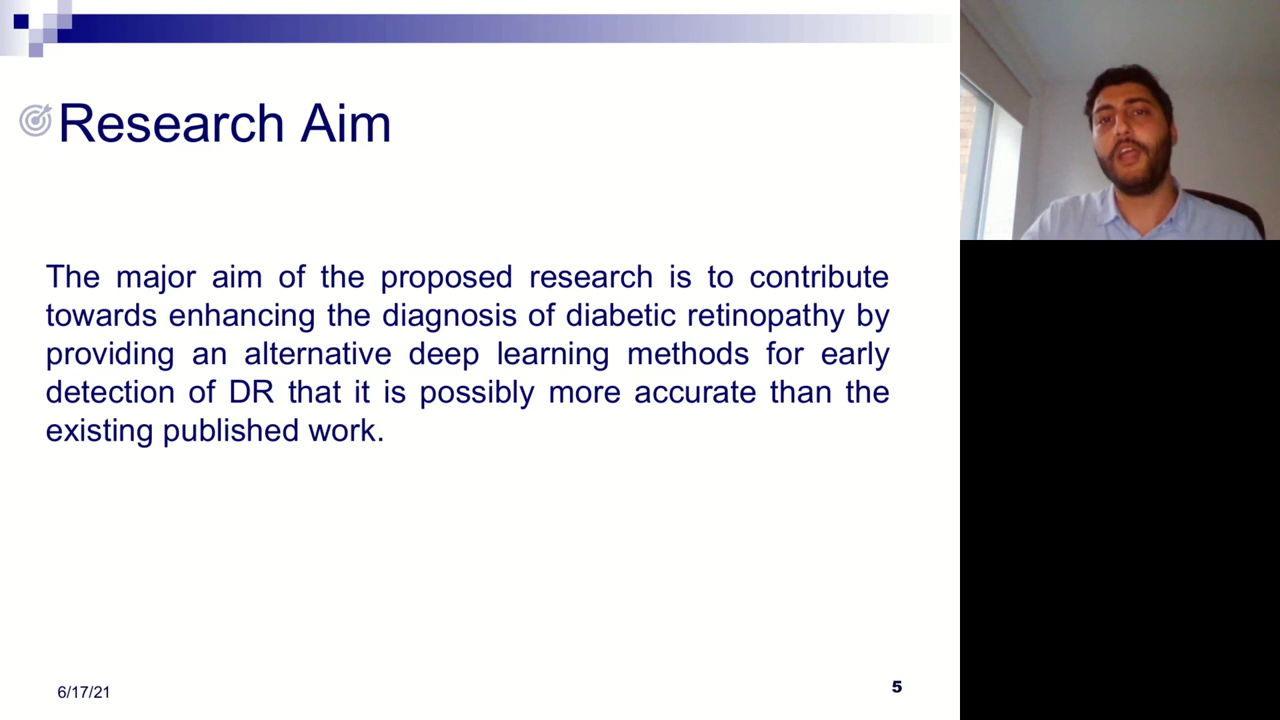 Research Aim
The major aim of the proposed research is to contribute
towards enhancing the diagnosis of diabetic retinopathy by
providing an alternative deep learning methods for early
detection of DR that it is possibly more accurate than the
existing published work.
6/17/21
5